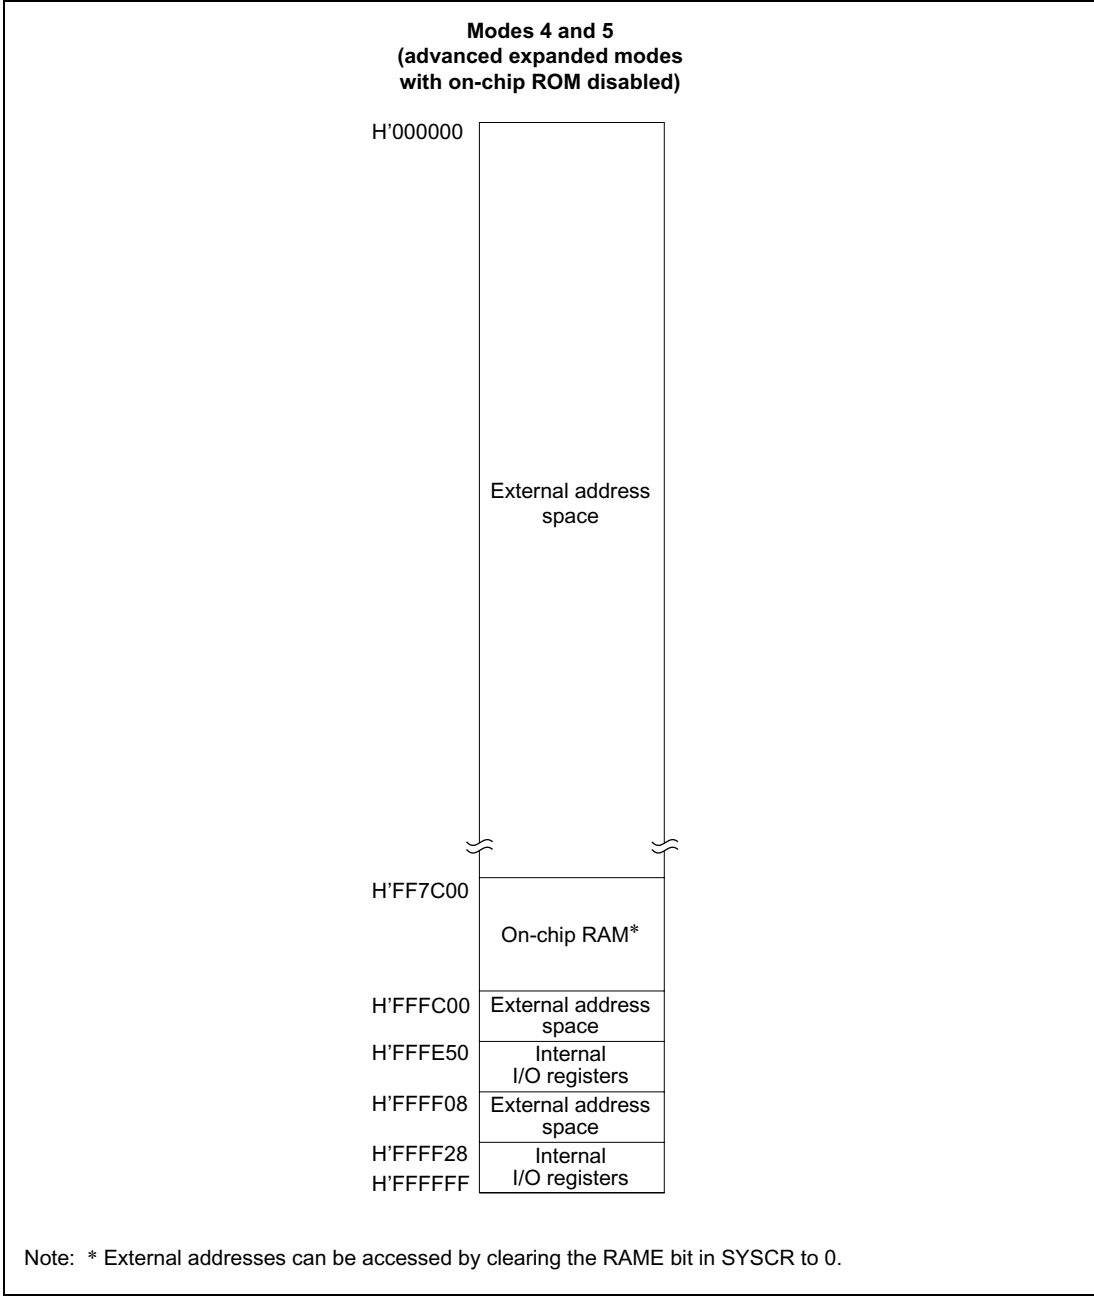 Modes 4 and 5
(advanced expanded modes
with on-chip ROM disabled)
H’000000
External address
space
H’FF7C00
On-chip RAM*
H’FFFC00
External address
space
H’FFFE50
Internal
I/O registers
H’FFFF08
External address
space
H’FFFF28
Internal
I/O registers
H’FFFFFF
Note: * External addresses can be accessed by clearing the RAME bit in SYSCR to 0.